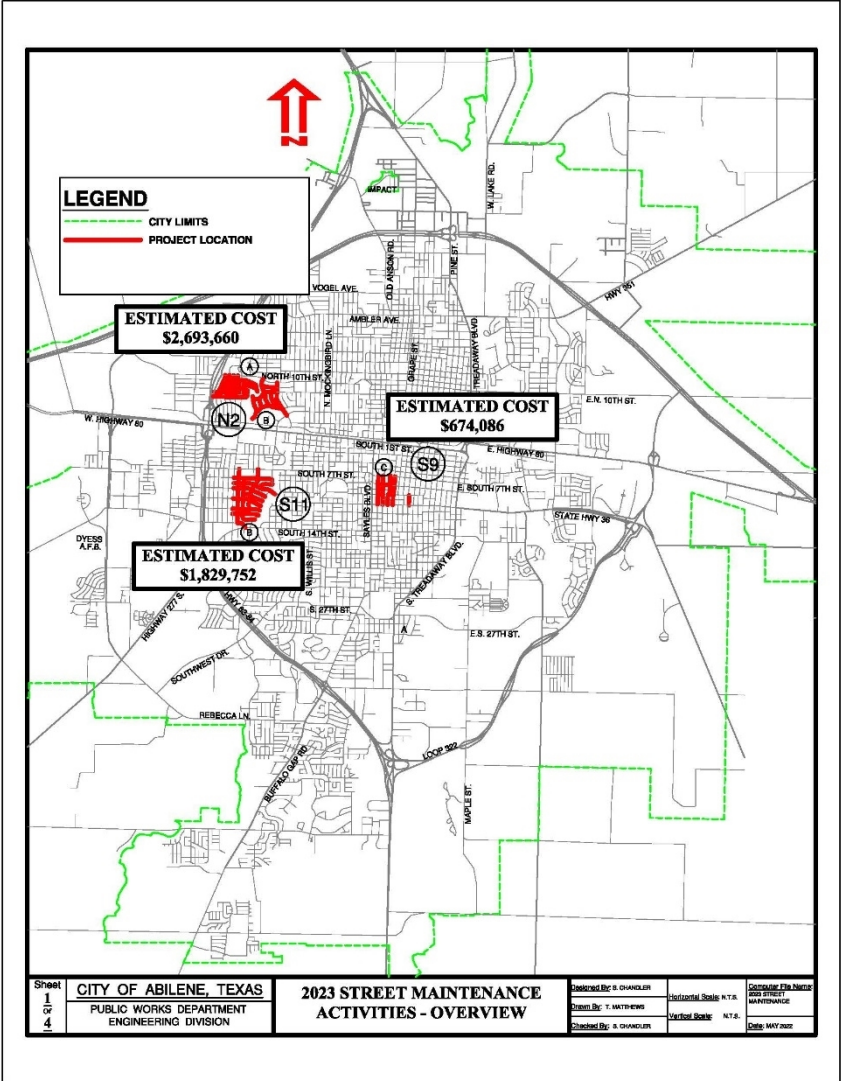 N
LEGEND
CITY LIMITS
PROJECT LOCATION
IMPACT
W. LAKE RD.
OLD ANSON RD.
PINE ST.
VOGEL AVE.
HWY 351
AMBLER AVE.
ESTIMATED COST
$2,693,660
N. MOCKINGBIRD LN.
GRAPE ST.
TREADAWAY BLVD.
A
NORTH 10TH ST.
E.N. 10TH ST.
ESTIMATED COST
$674,086
W. HIGHWAY 80
N2
B
SOUTH 1ST ST.
E. HIGHWAY 80
S9
C
SOUTH 7TH ST.
E. SOUTH 7TH ST.
S11
SAYLES BLVD.
STATE HWY 36
B
SOUTH 14TH ST.
DYESS
A.F.B.
ESTIMATED COST
$1,829,752
S. WILLIS ST.
S. TREADAWAY BLVD.
HIGHWAY 277 S.
HWY 83-84
S. 27TH ST.
A
E.S. 27TH ST.
SOUTHWEST DR.
REBECCA LN.
BUFFALO GAP RD.
LOOP 322
MAPLE ST.
Sheet
1
OF
4
CITY OF ABILENE, TEXAS
PUBLIC WORKS DEPARTMENT
ENGINEERING DIVISION
2023 STREET MAINTENANCE
ACTIVITIES - OVERVIEW
Designed By: S. CHANDLER
Drawn By: T. MATTHEWS
Checked By: S. CHANDLER
Horizontal Scale: N.T.S.
Vertical Scale: N.T.S.
Computer File Name:
2023 STREET
MAINTENANCE
Date: MAY 2022